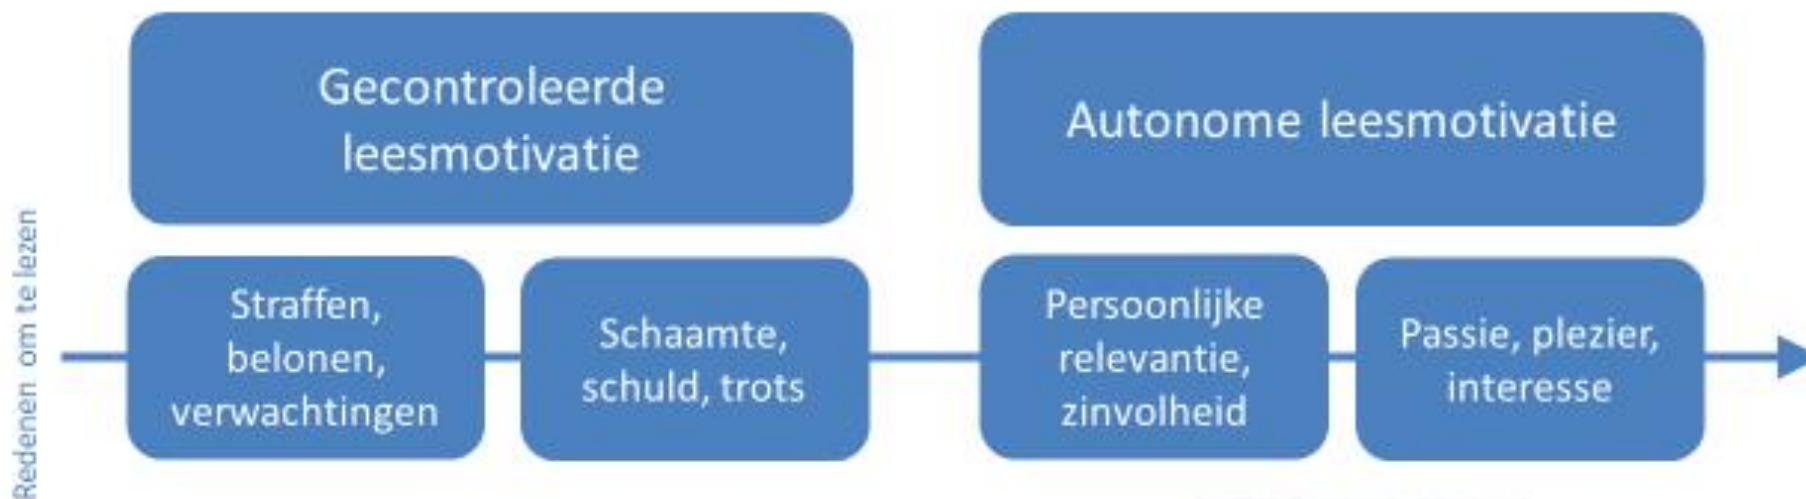 Gecontroleerde
leesmotivatie
Autonome leesmotivatie
Redenen om te lezen
Straffen,
belonen,
verwachtingen
Schaamte,
schuld, trots
Persoonlijke
relevantie,
zinvolheid
Passie, plezier,
interesse